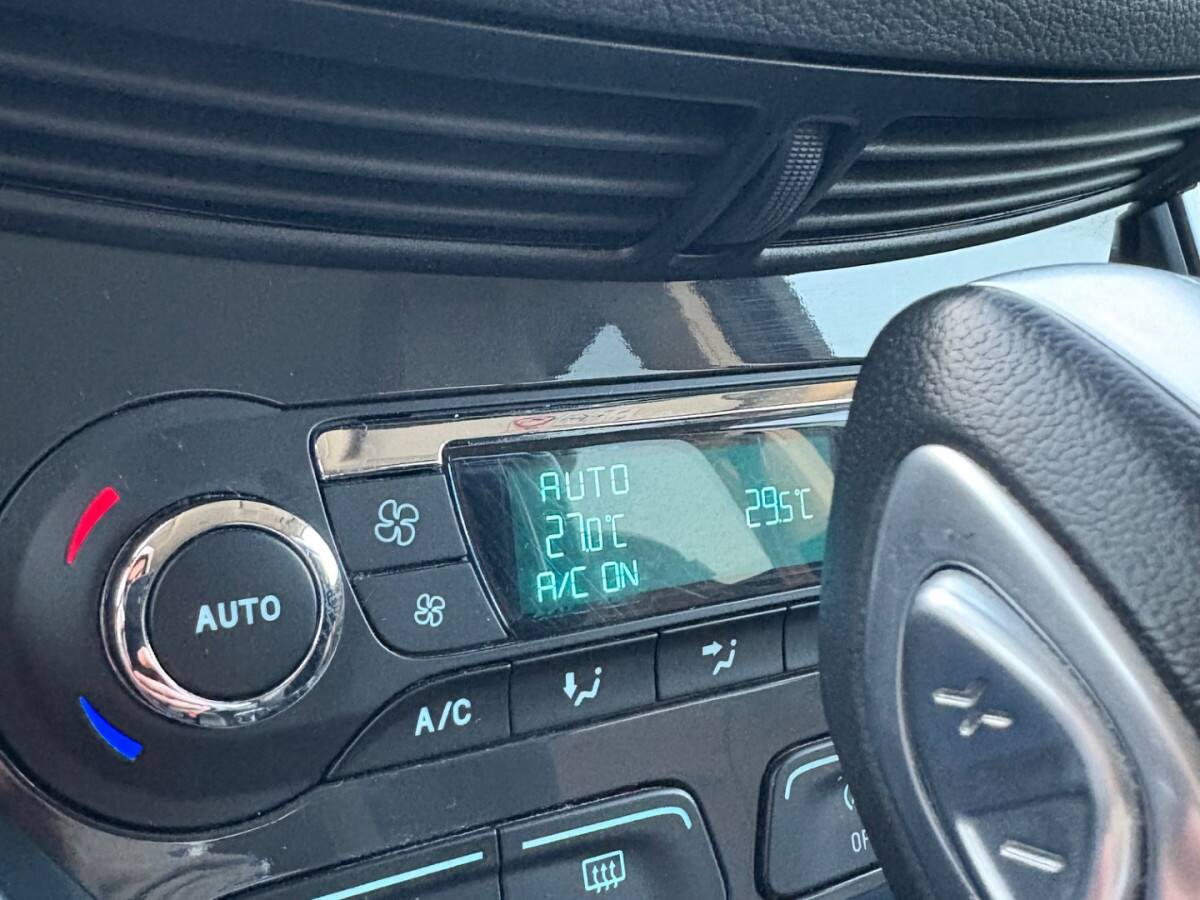 AUTO
27.0°C
A/C ON
29.5°C
AUTO
A/C